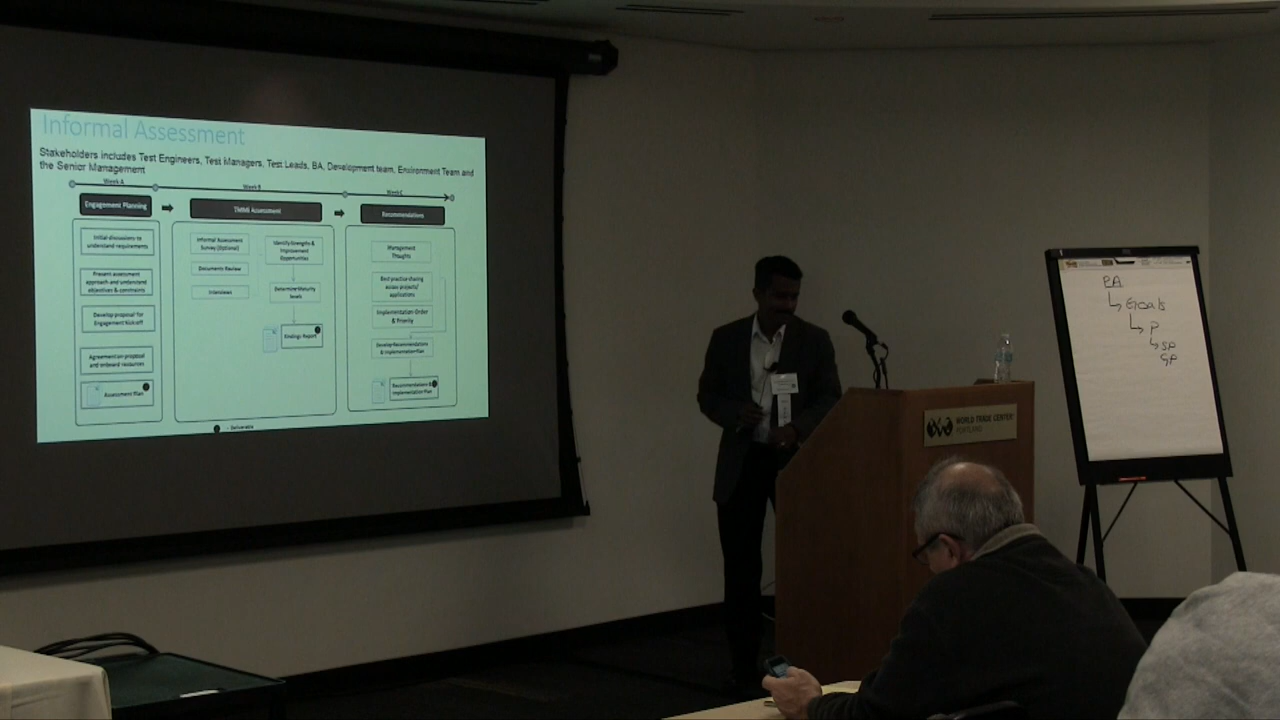 Informal Assessment
Stakeholders includes Test Engineers, Test Managers, Test Leads, BA, Development team, Environment Team and
the Senior Management
Week A
Week B
Week C
Engagement Planning
TMMi Assessment
Recommendations
Initial discussions to
understand requirements
Present assessment
approach and understand
objectives & constraints
Develop proposal for
Engagement Kick off
Agreement on proposal
and onboard resources
Assessment Plan
Informal Assessment
Survey (Optional)
Documents Review
Interviews
Identify Strengths &
Improvement
Opportunities
Determine Maturity
levels
Findings Report
Management
Thoughts
Best practice sharing
across projects/
applications
Implementation Order
& Priority
Develop Recommendations
& Implementation Plan
Recommendations &
Implementation Plan
- Deliverable
WORLD TRADE CENTER
PORTLAND
PA
Goals
P
SP
GP